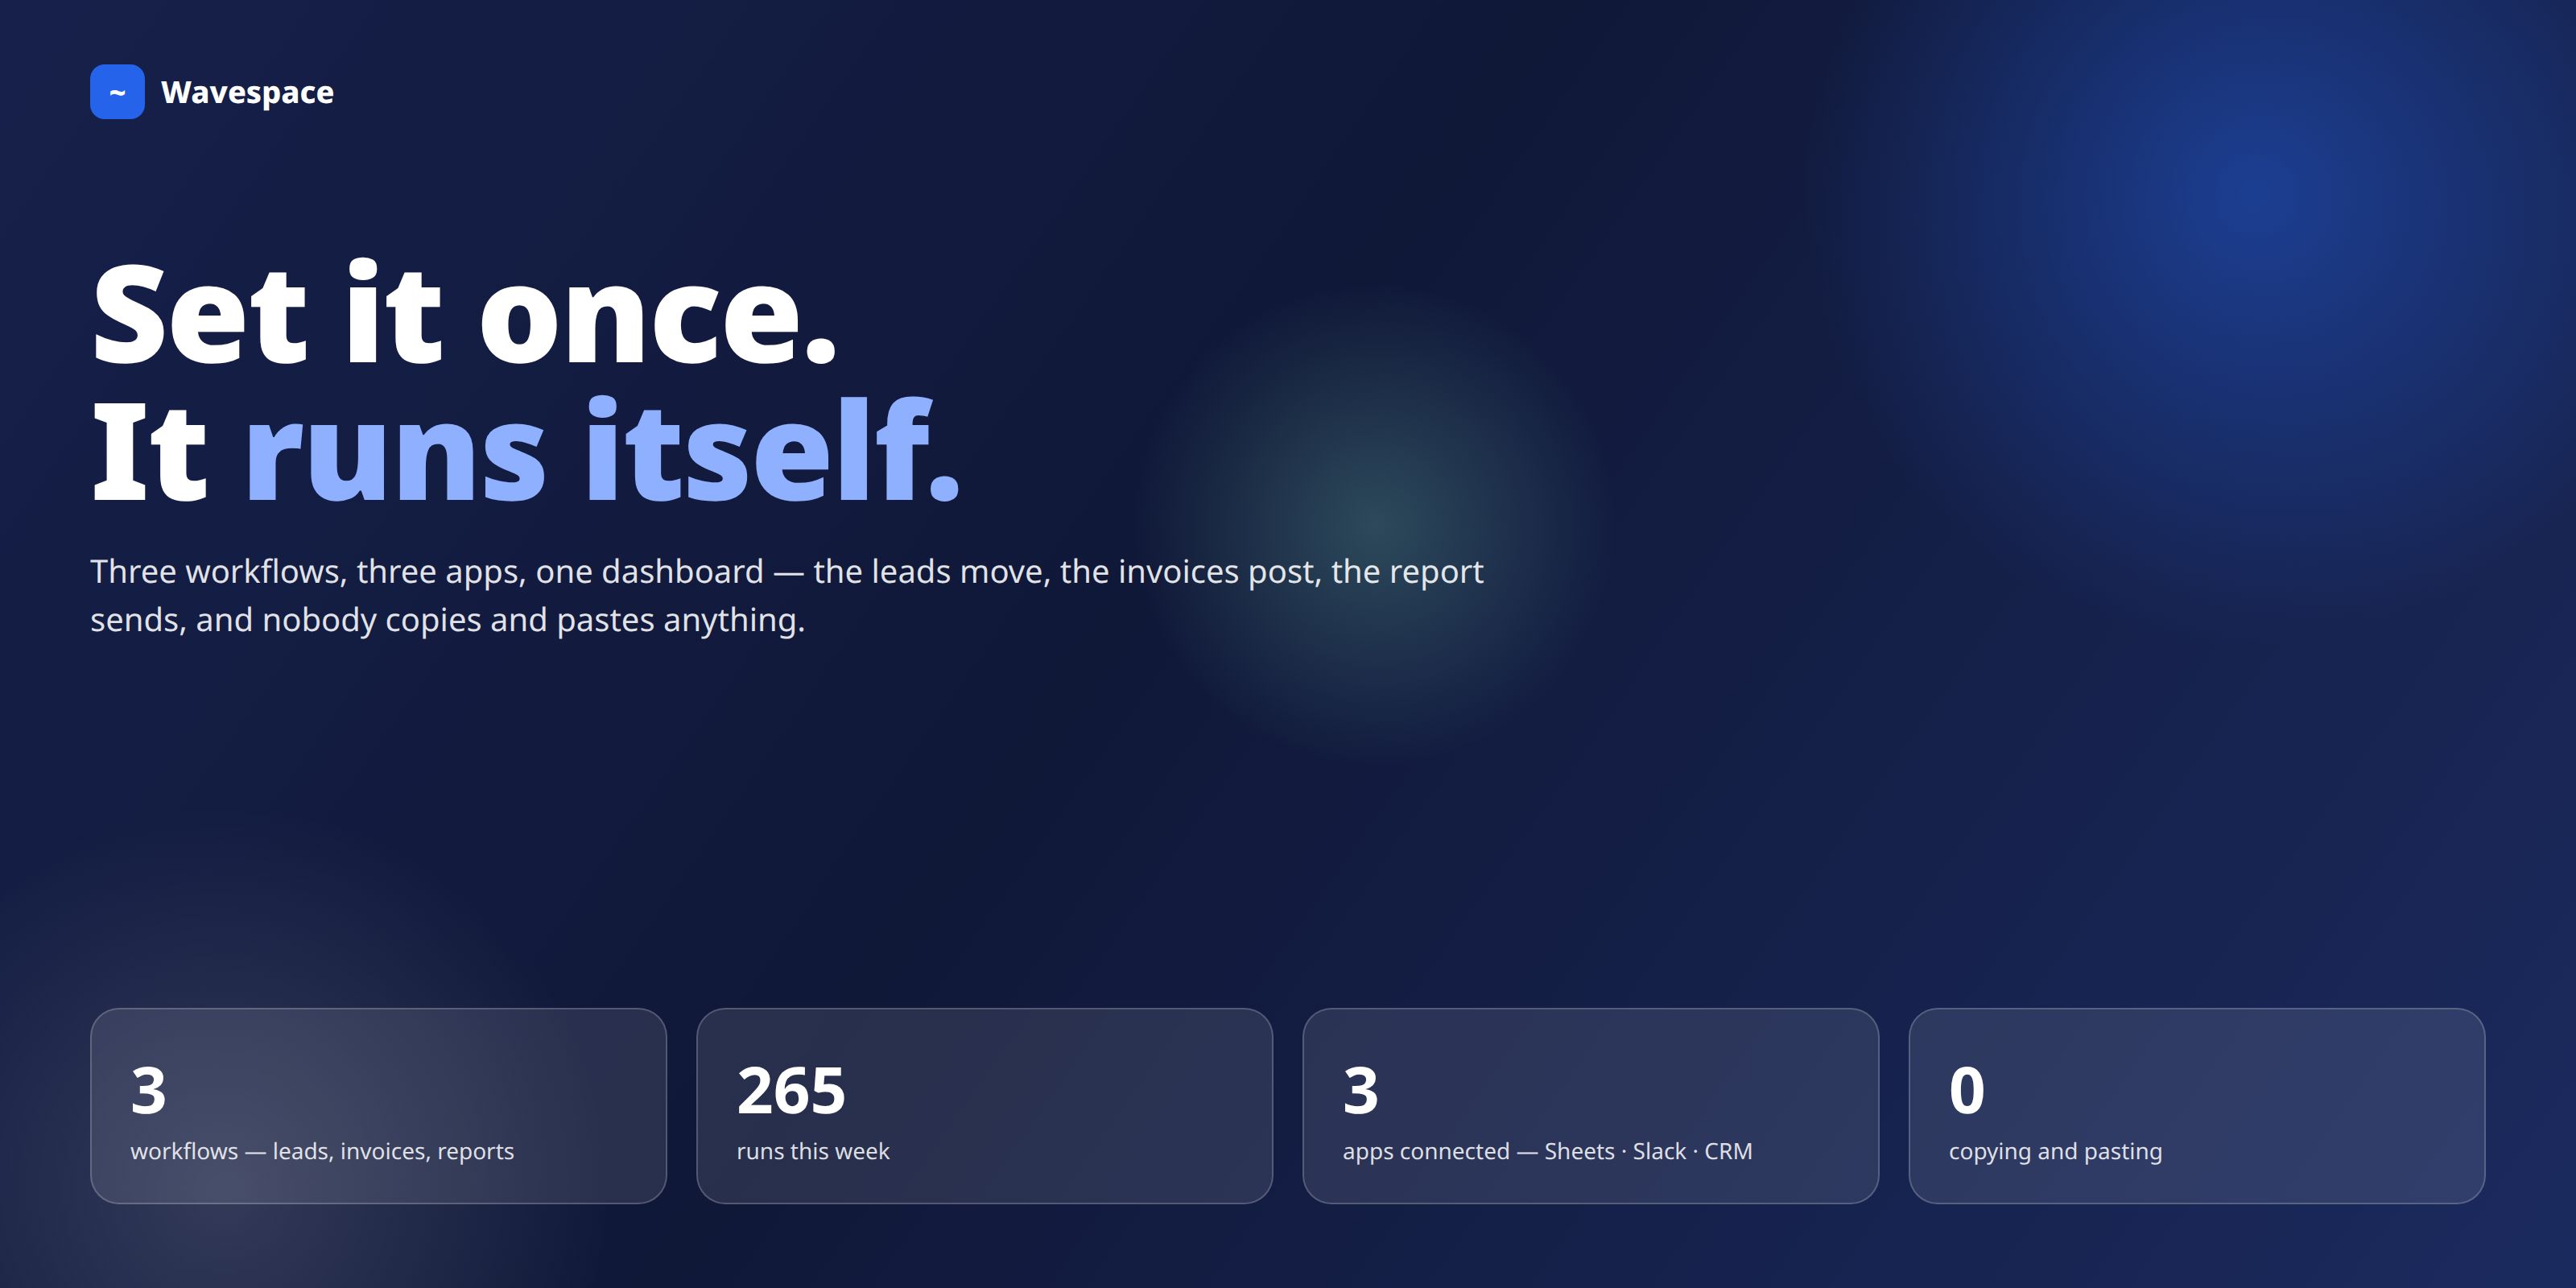 ~ Wavespace
Set it once.
It runs itself.
Three workflows, three apps, one dashboard — the leads move, the invoices post, the report
sends, and nobody copies and pastes anything.
3
workflows — leads, invoices, reports
265
runs this week
3
apps connected — Sheets · Slack · CRM
0
copying and pasting